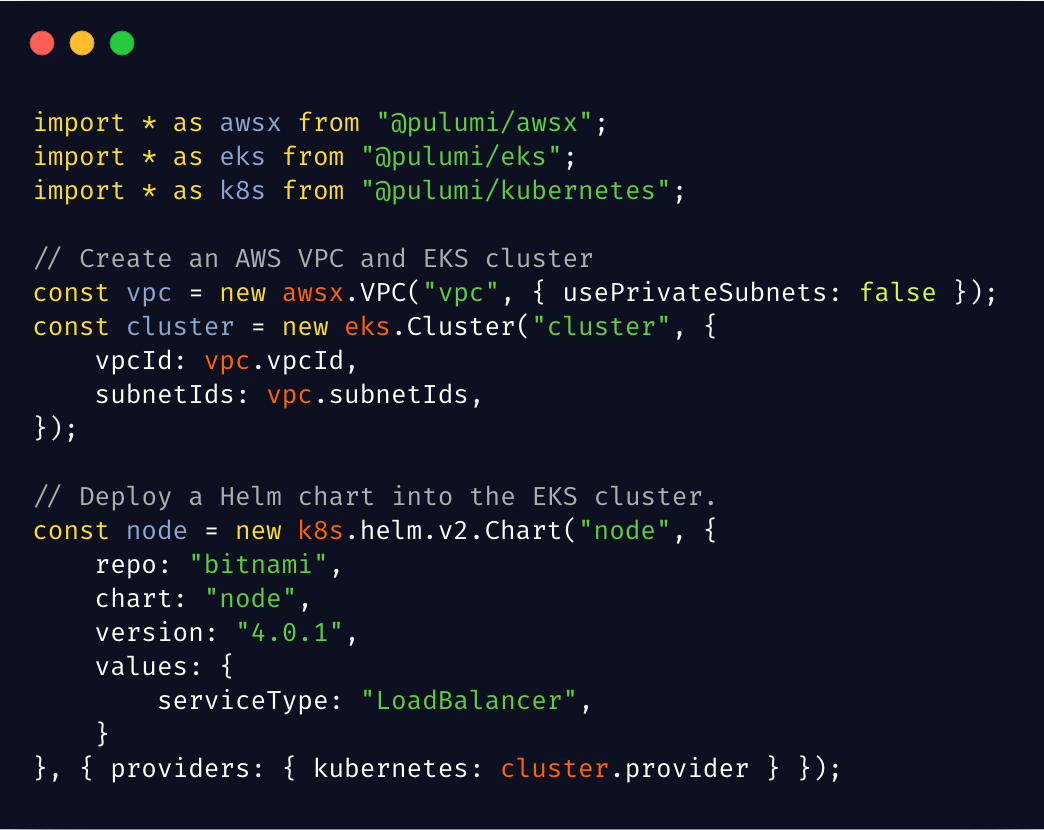 import * as awsx from "@pulumi/awsx";
import * as eks from "@pulumi/eks";
import * as k8s from "@pulumi/kubernetes";

// Create an AWS VPC and EKS cluster
const vpc = new awsx.VPC("vpc", { usePrivateSubnets: false });
const cluster = new eks.Cluster("cluster", {
    vpcId: vpc.vpcId,
    subnetIds: vpc.subnetIds,
});

// Deploy a Helm chart into the EKS cluster.
const node = new k8s.helm.v2.Chart("node", {
    repo: "bitnami",
    chart: "node",
    version: "4.0.1",
    values: {
        serviceType: "LoadBalancer",
    }
}, { providers: { kubernetes: cluster.provider } });